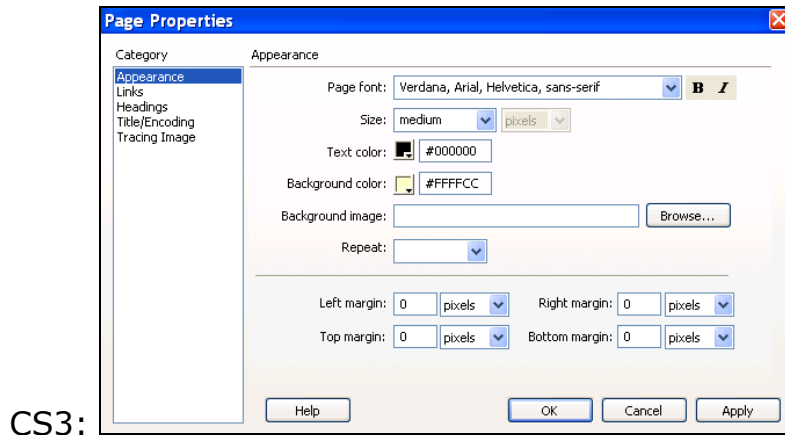 Page Properties
Category
Appearance
Links
Headings
Title/Encoding
Tracing Image
Appearance
Page font: Verdana, Arial, Helvetica, sans-serif B I
Size: medium pixels
Text color: #000000
Background color: #FFFFCC
Background image: Browse...
Repeat:
Left margin: 0 pixels Right margin: 0 pixels
Top margin: 0 pixels Bottom margin: 0 pixels
Help OK Cancel Apply
CS3: